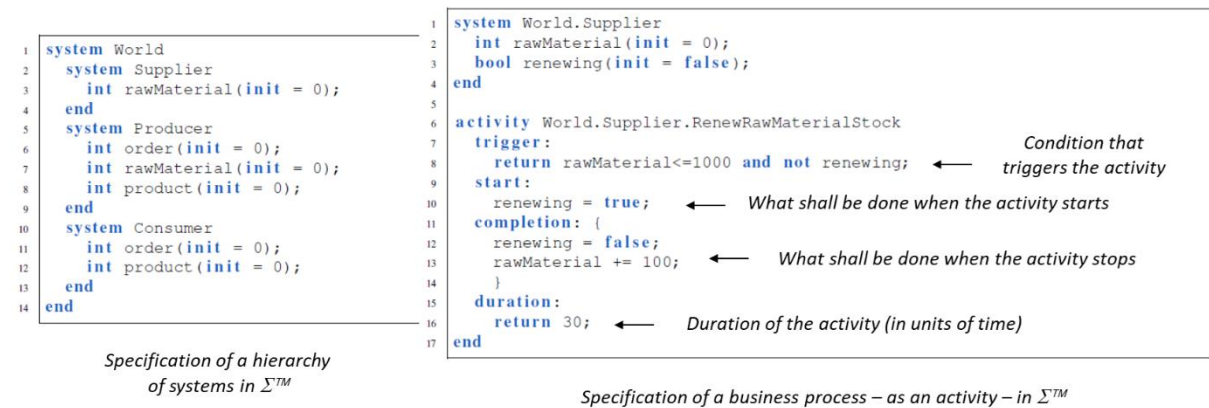 1 system World
2 system Supplier
3 int rawMaterial(init = 0);
4 end
5 system Producer
6 int order(init = 0);
7 int rawMaterial(init = 0);
8 int product(init = 0);
9 end
10 system Consumer
11 int order(init = 0);
12 int product(init = 0);
13 end
14 end
Specification of a hierarchy
of systems in Σ™
1 system World.Supplier
2 int rawMaterial(init = 0);
3 bool renewing(init = false);
4 end
5
6 activity World.Supplier.RenewRawMaterialStock
7 trigger:
8 return rawMaterial<=1000 and not renewing;
Condition that
triggers the activity
9 start:
10 renewing = true;
What shall be done when the activity starts
11 completion: {
12 renewing = false;
13 rawMaterial += 100;
What shall be done when the activity stops
14 }
15 duration:
16 return 30;
Duration of the activity (in units of time)
17 end
Specification of a business process – as an activity – in Σ™